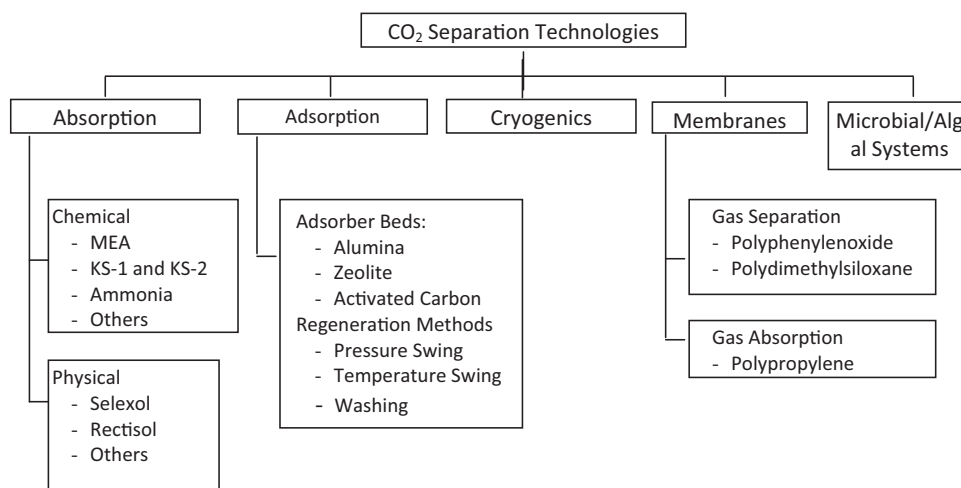 CO₂ Separation Technologies
Absorption
Adsorption
Cryogenics
Membranes
Microbial/Alg
al Systems
Chemical
- MEA
- KS-1 and KS-2
- Ammonia
- Others
Physical
- Selexol
- Rectisol
- Others
Adsorber Beds:
- Alumina
- Zeolite
- Activated Carbon
Regeneration Methods
- Pressure Swing
- Temperature Swing
- Washing
Gas Separation
- Polyphenylenoxide
- Polydimethylsiloxane
Gas Absorption
- Polypropylene